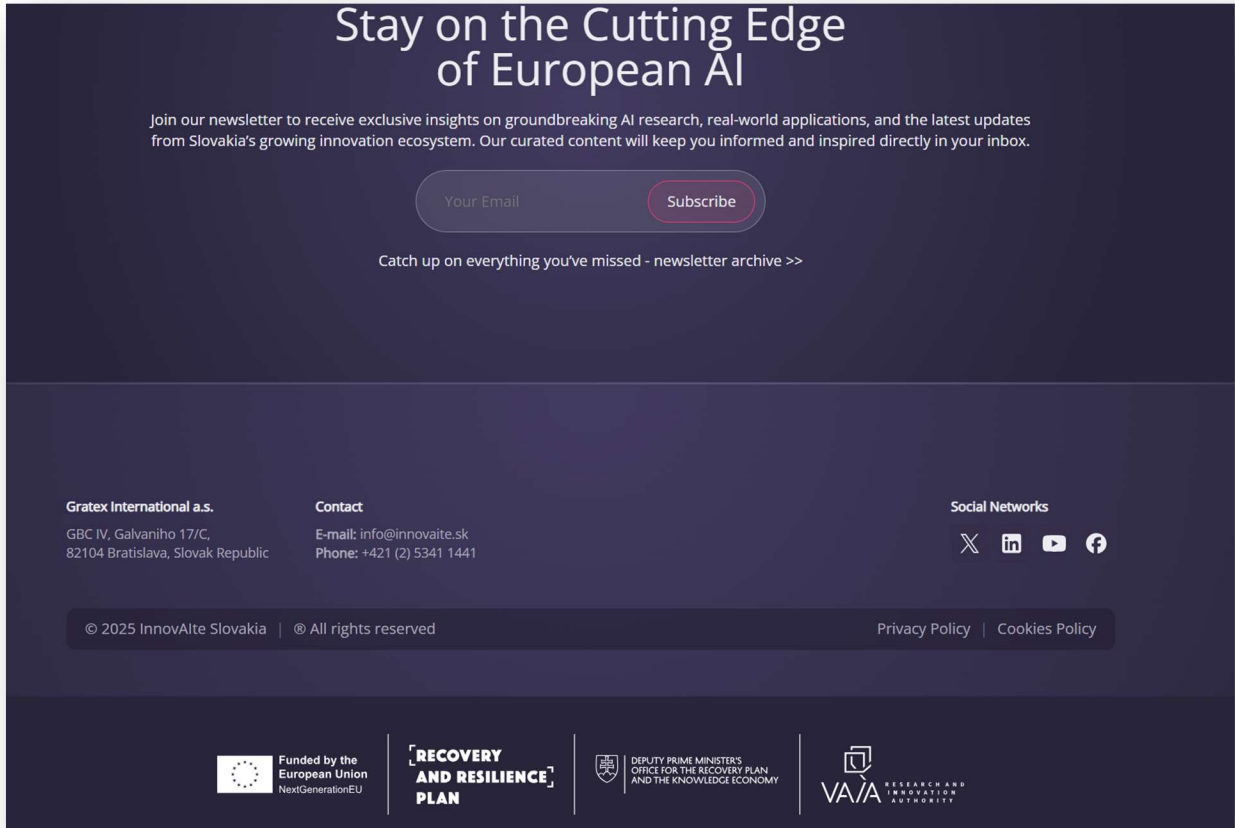 Stay on the Cutting Edge
of European AI
Join our newsletter to receive exclusive insights on groundbreaking AI research, real-world applications, and the latest updates
from Slovakia's growing innovation ecosystem. Our curated content will keep you informed and inspired directly in your inbox.
Your Email
Subscribe
Catch up on everything you've missed - newsletter archive >>
Gratex International a.s.
GBC IV, Galvaniho 17/C,
82104 Bratislava, Slovak Republic
Contact
E-mail: info@innovaite.sk
Phone: +421 (2) 5341 1441
Social Networks
© 2025 InnovAIte Slovakia | ® All rights reserved
Privacy Policy | Cookies Policy
Funded by the
European Union
NextGenerationEU
RECOVERY
AND RESILIENCE
PLAN
DEPUTY PRIME MINISTER'S
OFFICE FOR THE RECOVERY PLAN
AND THE KNOWLEDGE ECONOMY
VAIA
RESEARCH AND
INNOVATION
AUTHORITY